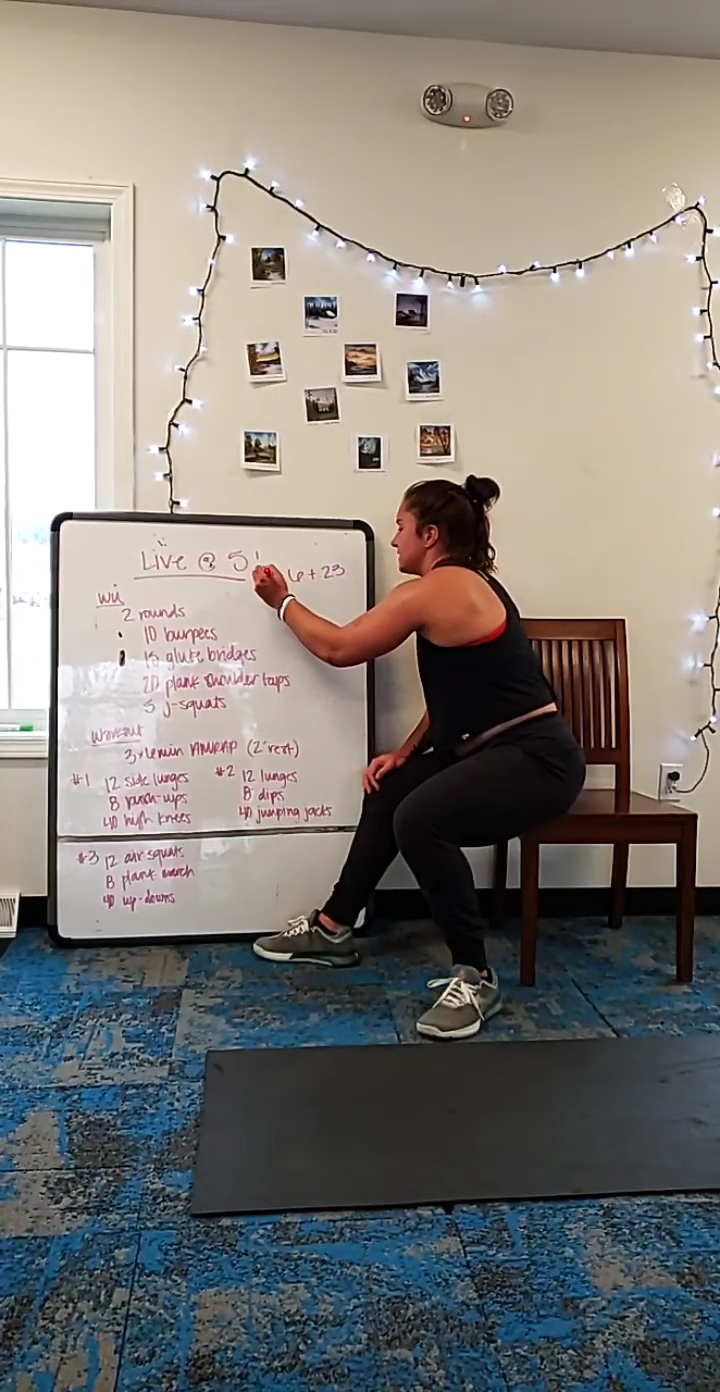 Live @ 5!
6 + 23
WU
2 rounds
10 burpees
15 glute bridges
20 plank shoulder taps
5 j-squats
Workout
3x6min AMRAP (2' rest)
#1 12 side lunges
8 push-ups
40 high knees
#2 12 lunges
8 dips
40 jumping jacks
#3 12 air squats
8 plank march
40 up-downs